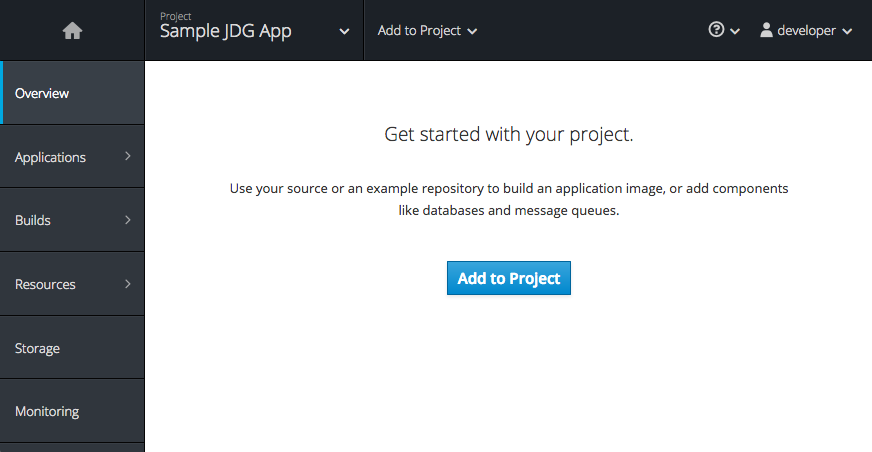 Project
Sample JDG App
Add to Project
developer
Overview
Applications
Builds
Resources
Storage
Monitoring
Get started with your project.
Use your source or an example repository to build an application image, or add components
like databases and message queues.
Add to Project